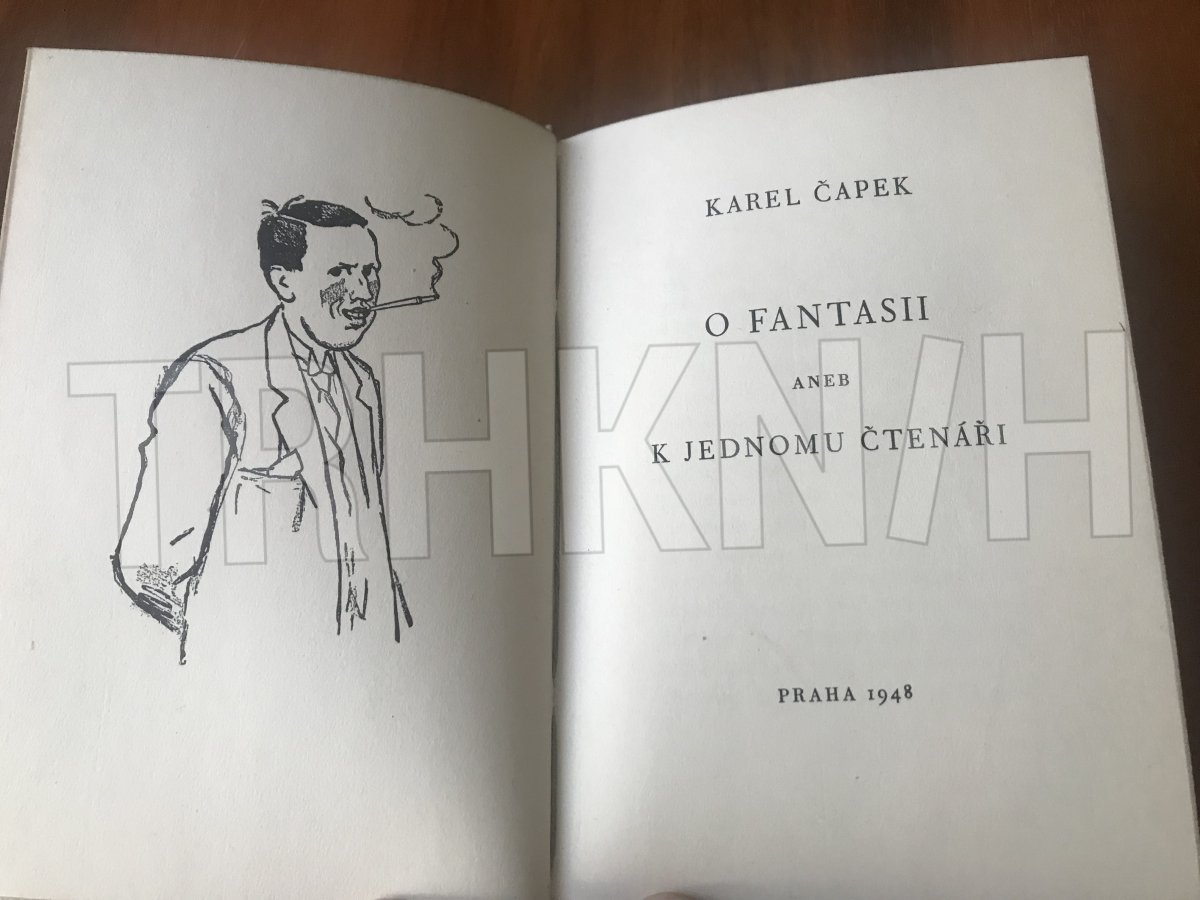 KAREL ČAPEK
O FANTASII
ANEB
K JEDNOMU ČTENÁŘI
PRAHA 1948
TRHKNIH